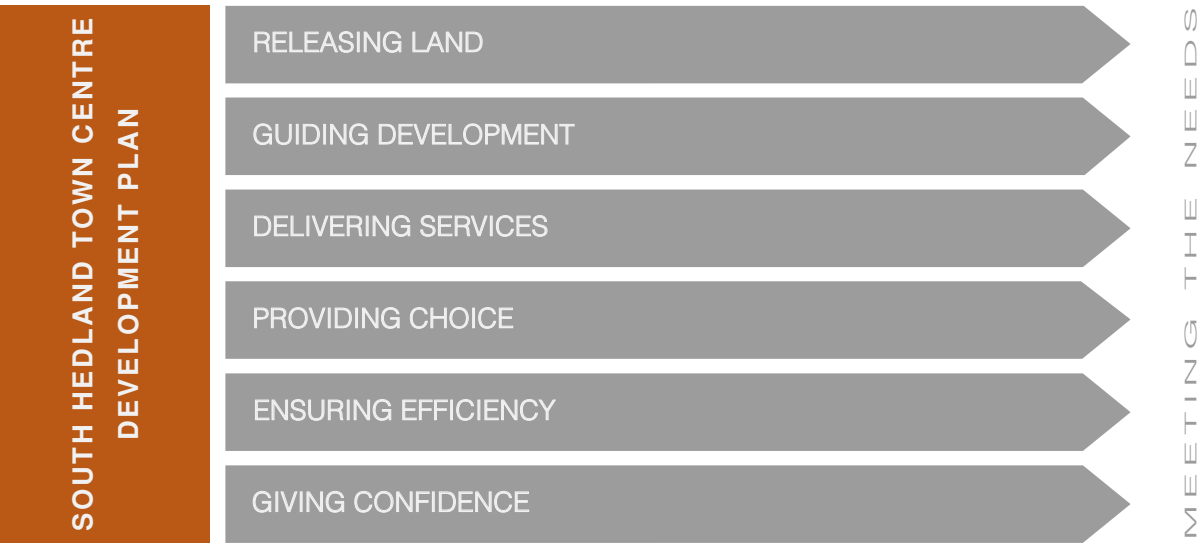 SOUTH HEDLAND TOWN CENTRE
DEVELOPMENT PLAN
RELEASING LAND
GUIDING DEVELOPMENT
DELIVERING SERVICES
PROVIDING CHOICE
ENSURING EFFICIENCY
GIVING CONFIDENCE
MEETING THE NEEDS